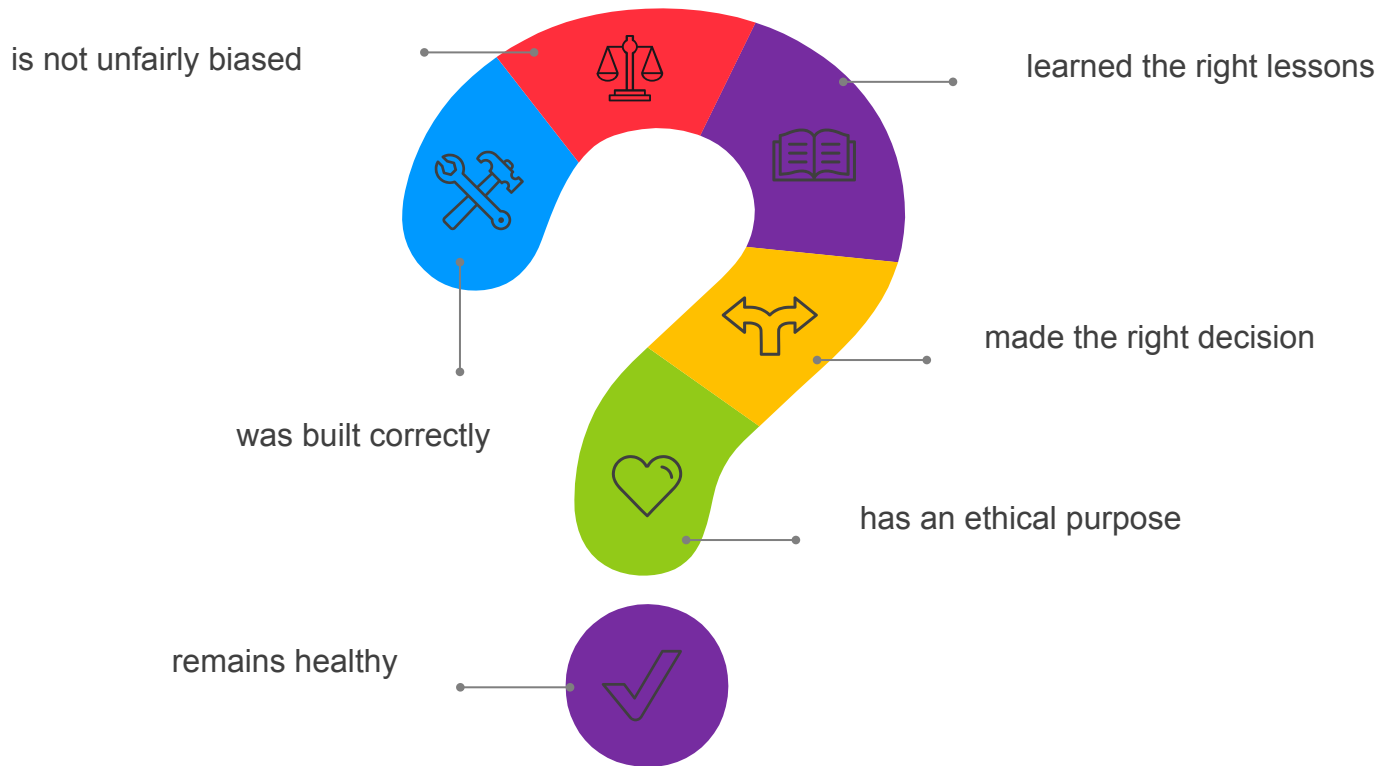 is not unfairly biased
learned the right lessons
made the right decision
was built correctly
has an ethical purpose
remains healthy